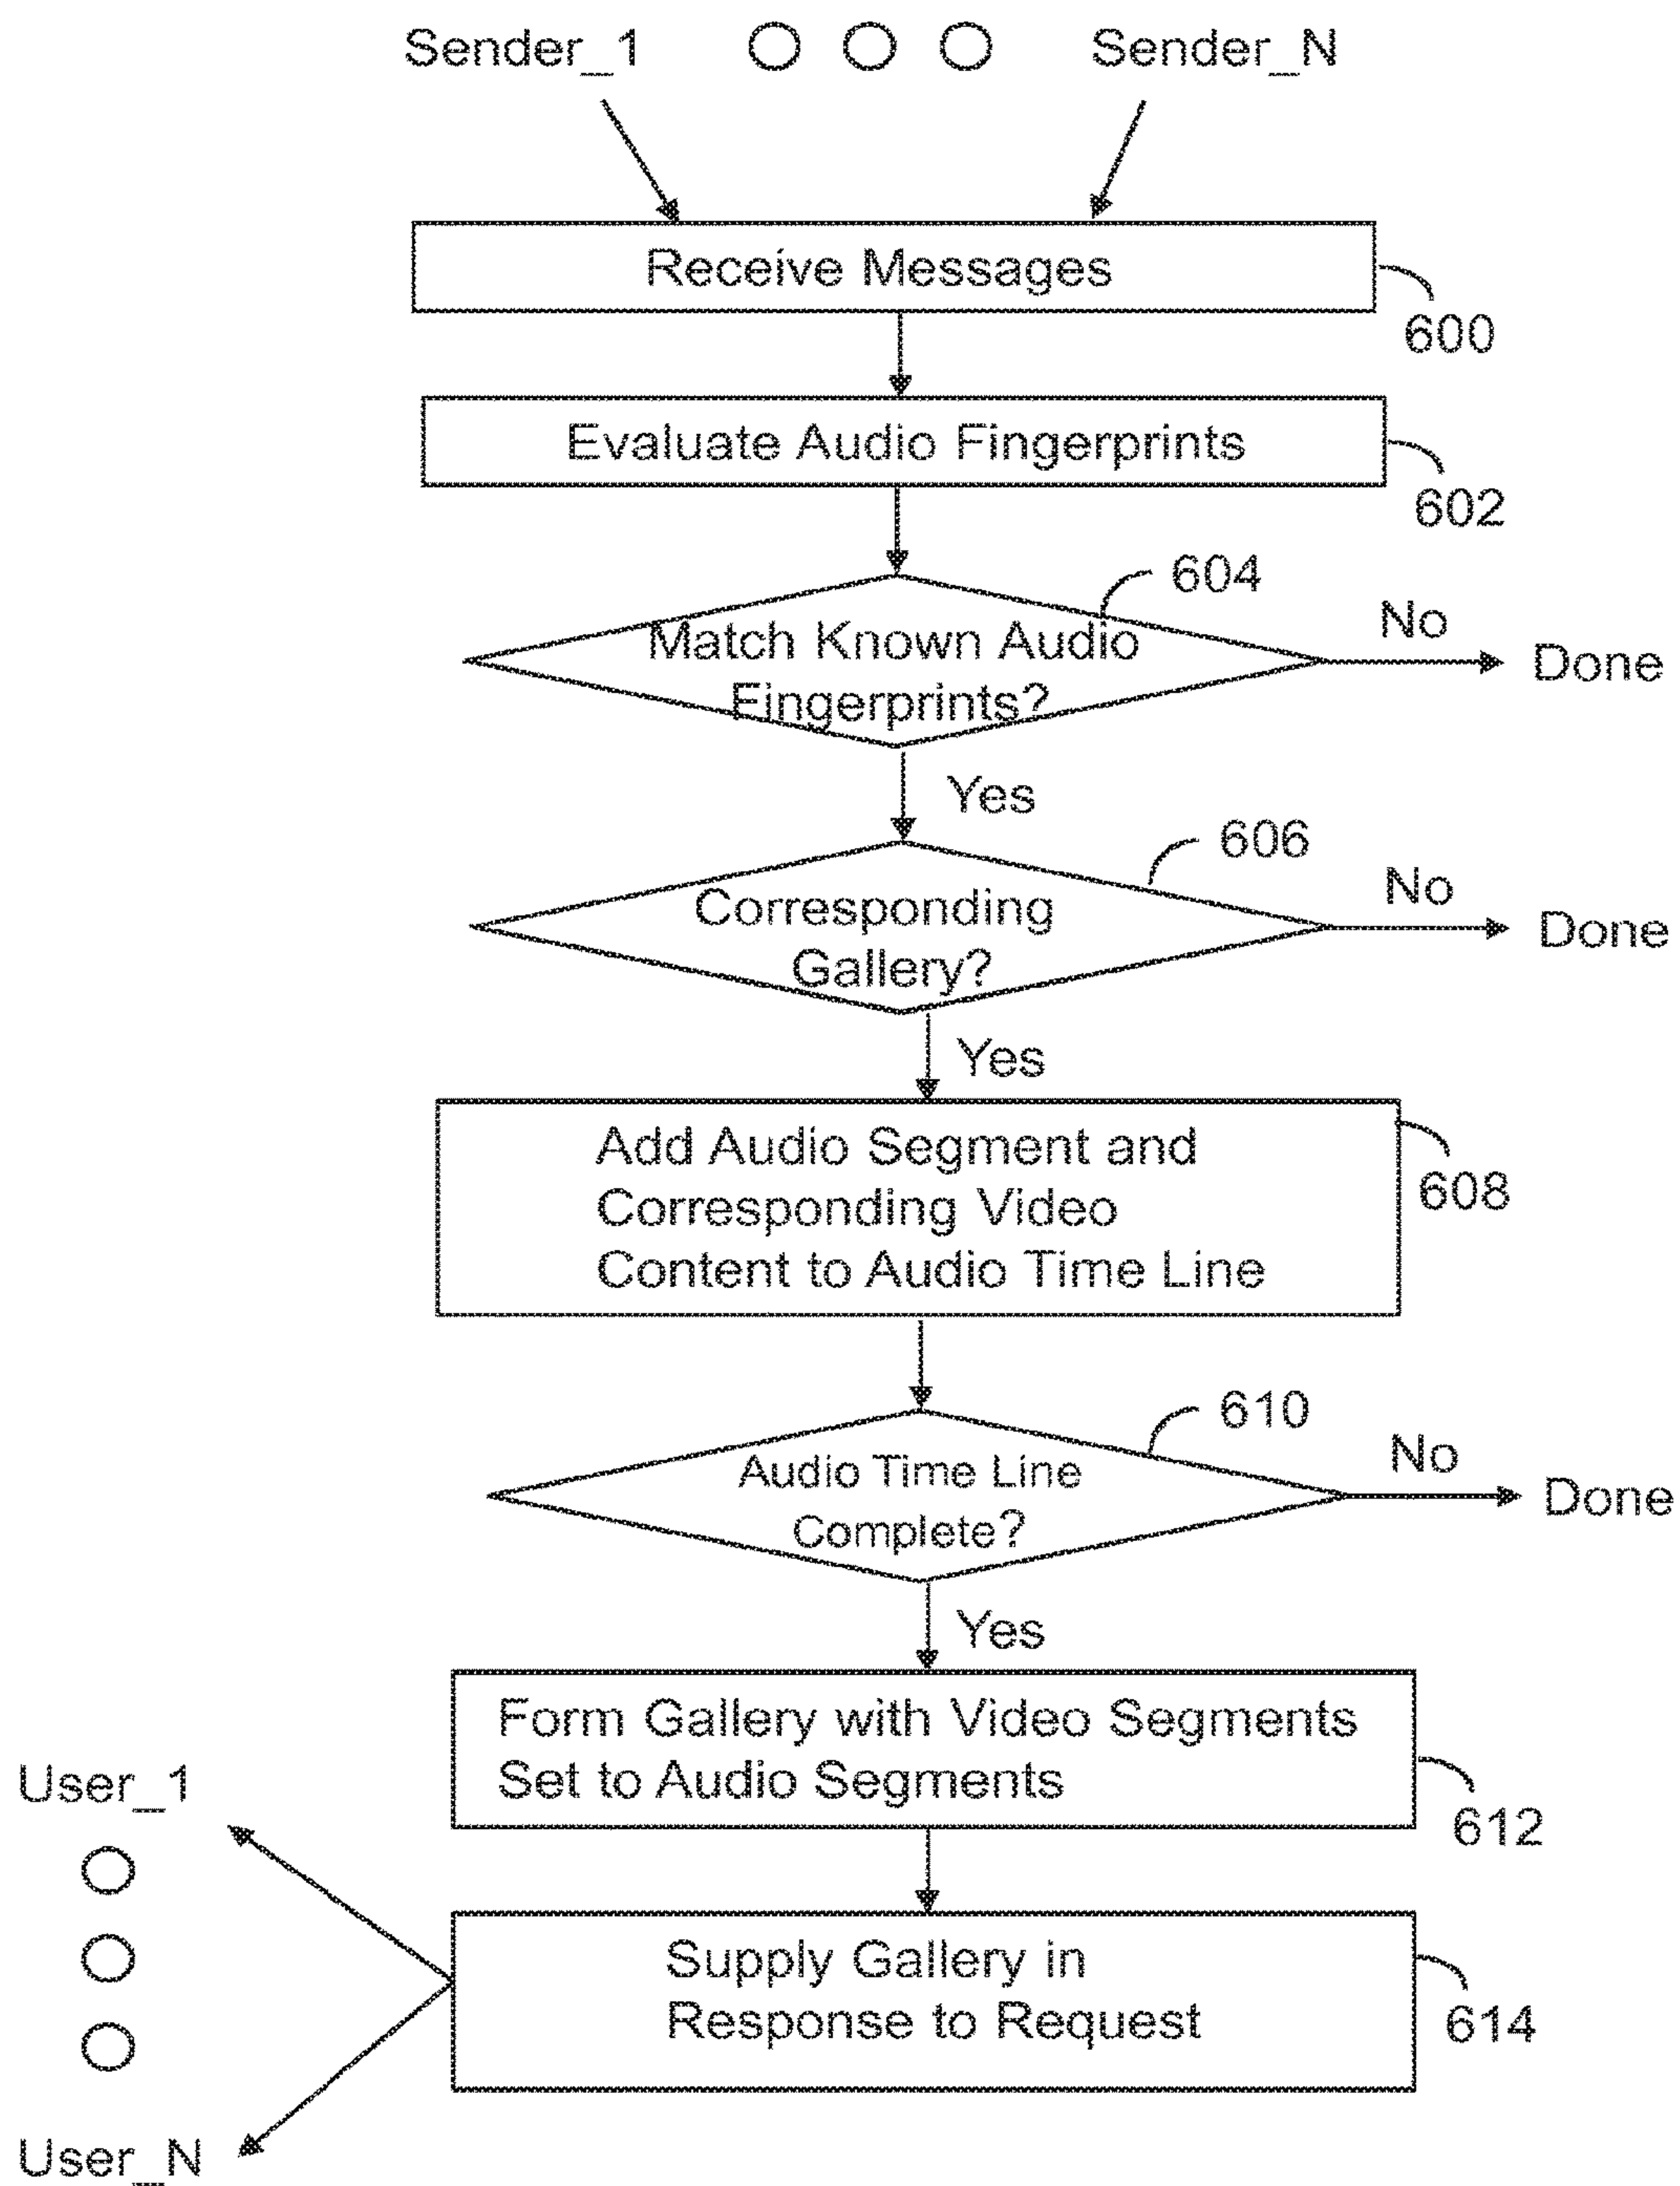 Sender_1 Sender_N
Receive Messages
600
Evaluate Audio Fingerprints
602
604
Match Known Audio
Fingerprints?
No
Done
Yes
606
Corresponding
Gallery?
No
Done
Yes
Add Audio Segment and
Corresponding Video
Content to Audio Time Line
608
610
Audio Time Line
Complete?
No
Done
Yes
Form Gallery with Video Segments
Set to Audio Segments
612
User_1
Supply Gallery in
Response to Request
614
User_N